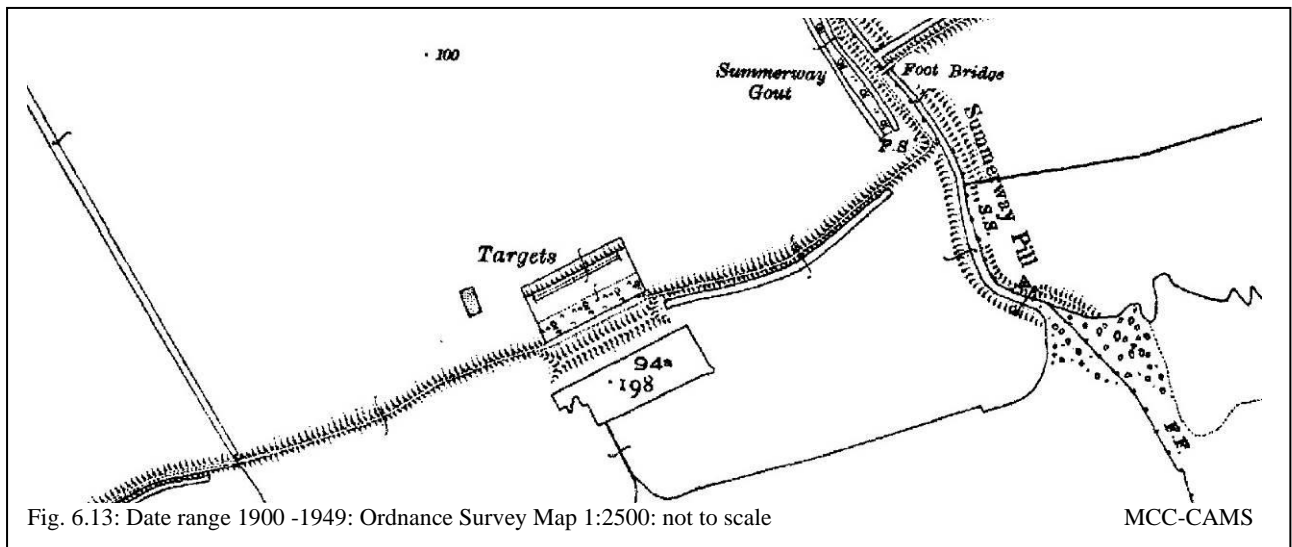 · 100
Summerway
Gout
Foot Bridge
F.S
Summerway Pill
S.S.
Targets
94a
·198
F.F.
Fig. 6.13: Date range 1900 -1949: Ordnance Survey Map 1:2500: not to scale MCC-CAMS